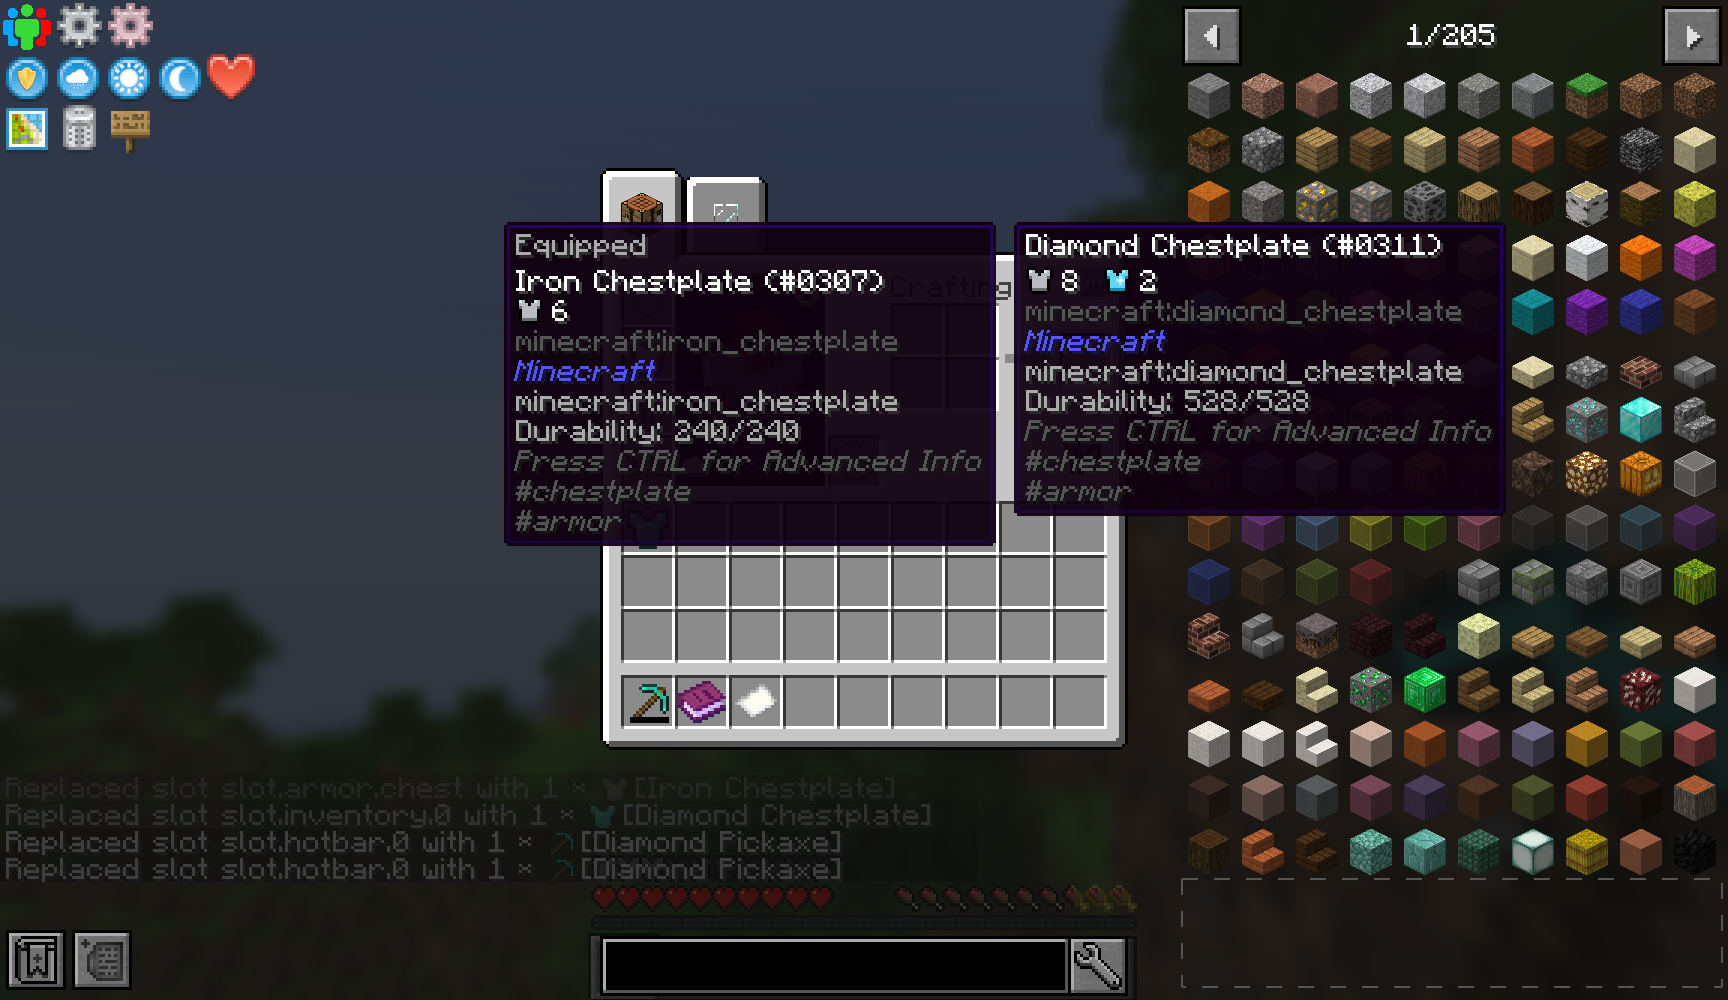 1/205
Equipped
Iron Chestplate (#0307)
6
minecraft:iron_chestplate
Minecraft
minecraft:iron_chestplate
Durability: 240/240
Press CTRL for Advanced Info
#chestplate
#armor
Crafting
Diamond Chestplate (#0311)
8 2
minecraft:diamond_chestplate
Minecraft
minecraft:diamond_chestplate
Durability: 528/528
Press CTRL for Advanced Info
#chestplate
#armor
Replaced slot slot.armor.chest with 1 × [Iron Chestplate]
Replaced slot slot.inventory.0 with 1 × [Diamond Chestplate]
Replaced slot slot.hotbar.0 with 1 × [Diamond Pickaxe]
Replaced slot slot.hotbar.0 with 1 × [Diamond Pickaxe]